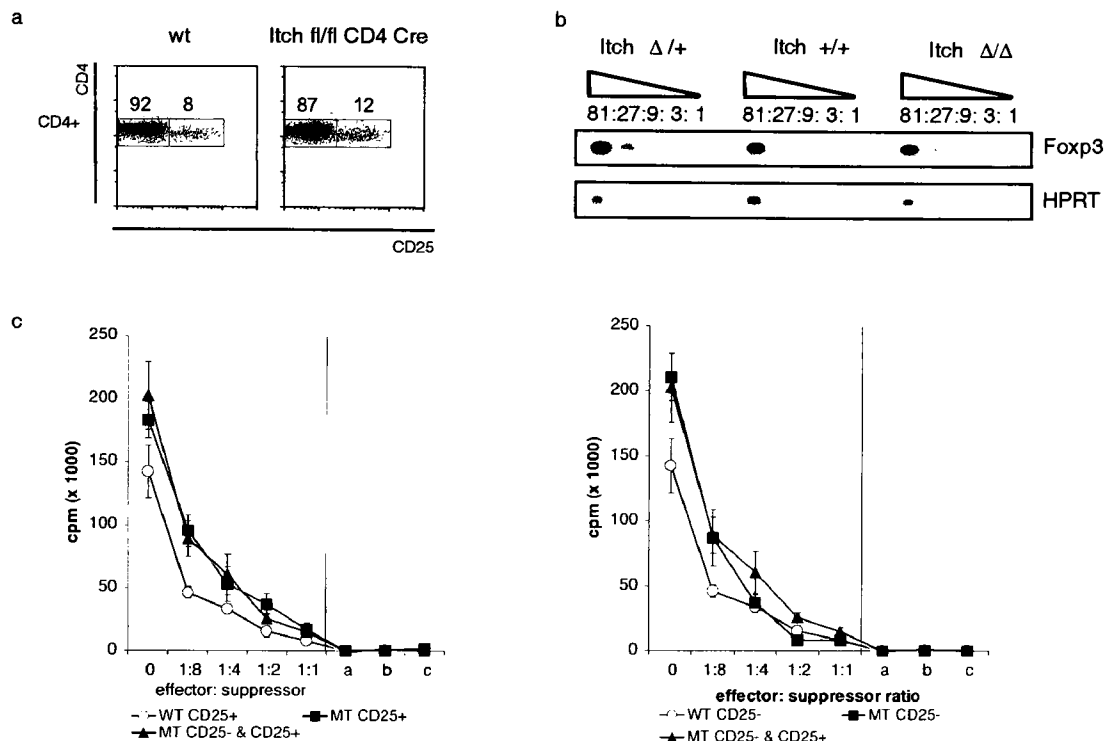 a
wt
Itch fl/fl CD4 Cre
CD4
CD4+
92
8
87
12
CD25
b
Itch Δ/+
Itch +/+
Itch Δ/Δ
81:27:9: 3: 1
81:27:9: 3: 1
81:27:9: 3: 1
Foxp3
HPRT
c
cpm (x 1000)
250
200
150
100
50
0
0 1:8 1:4 1:2 1:1 a b c
effector: suppressor
WT CD25+
MT CD25+
MT CD25- & CD25+
cpm (x 1000)
250
200
150
100
50
0
0 1:8 1:4 1:2 1:1 a b c
effector: suppressor ratio
WT CD25-
MT CD25-
MT CD25- & CD25+